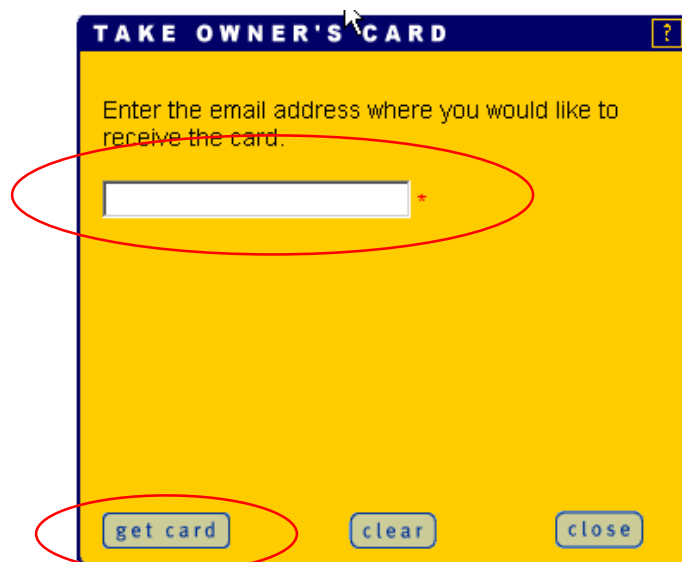 TAKE OWNER'S CARD ?
Enter the email address where you would like to
receive the card.
*
get card clear close